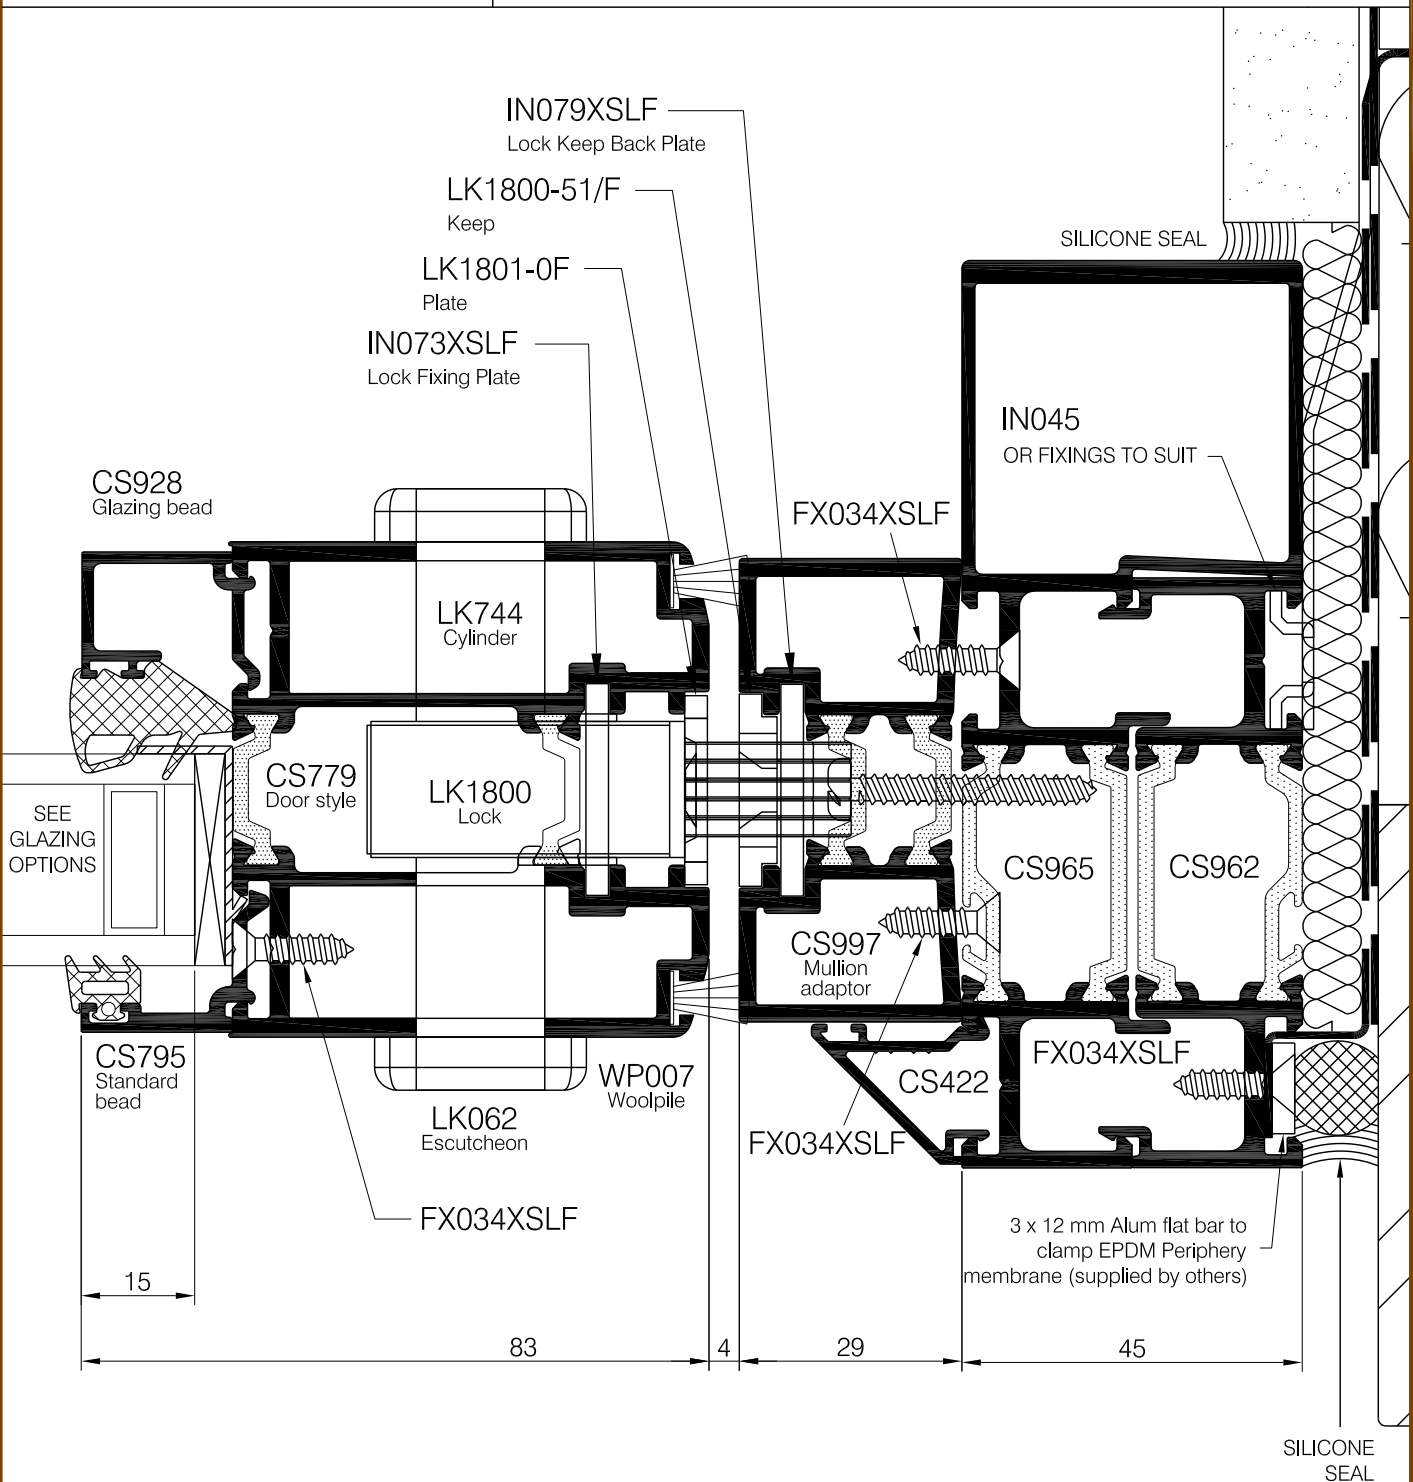 IN079XSLF
Lock Keep Back Plate
LK1800-51/F
Keep
SILICONE SEAL
LK1801-0F
Plate
IN073XSLF
Lock Fixing Plate
IN045
OR FIXINGS TO SUIT
CS928
Glazing bead
FX034XSLF
LK744
Cylinder
CS779
Door style
LK1800
Lock
SEE
GLAZING
OPTIONS
CS965
CS962
CS997
Mullion
adaptor
CS795
Standard
bead
WP007
Woolpile
FX034XSLF
CS422
LK062
Escutcheon
FX034XSLF
FX034XSLF
3 x 12 mm Alum flat bar to
clamp EPDM Periphery
membrane (supplied by others)
15
83
4
29
45
SILICONE
SEAL